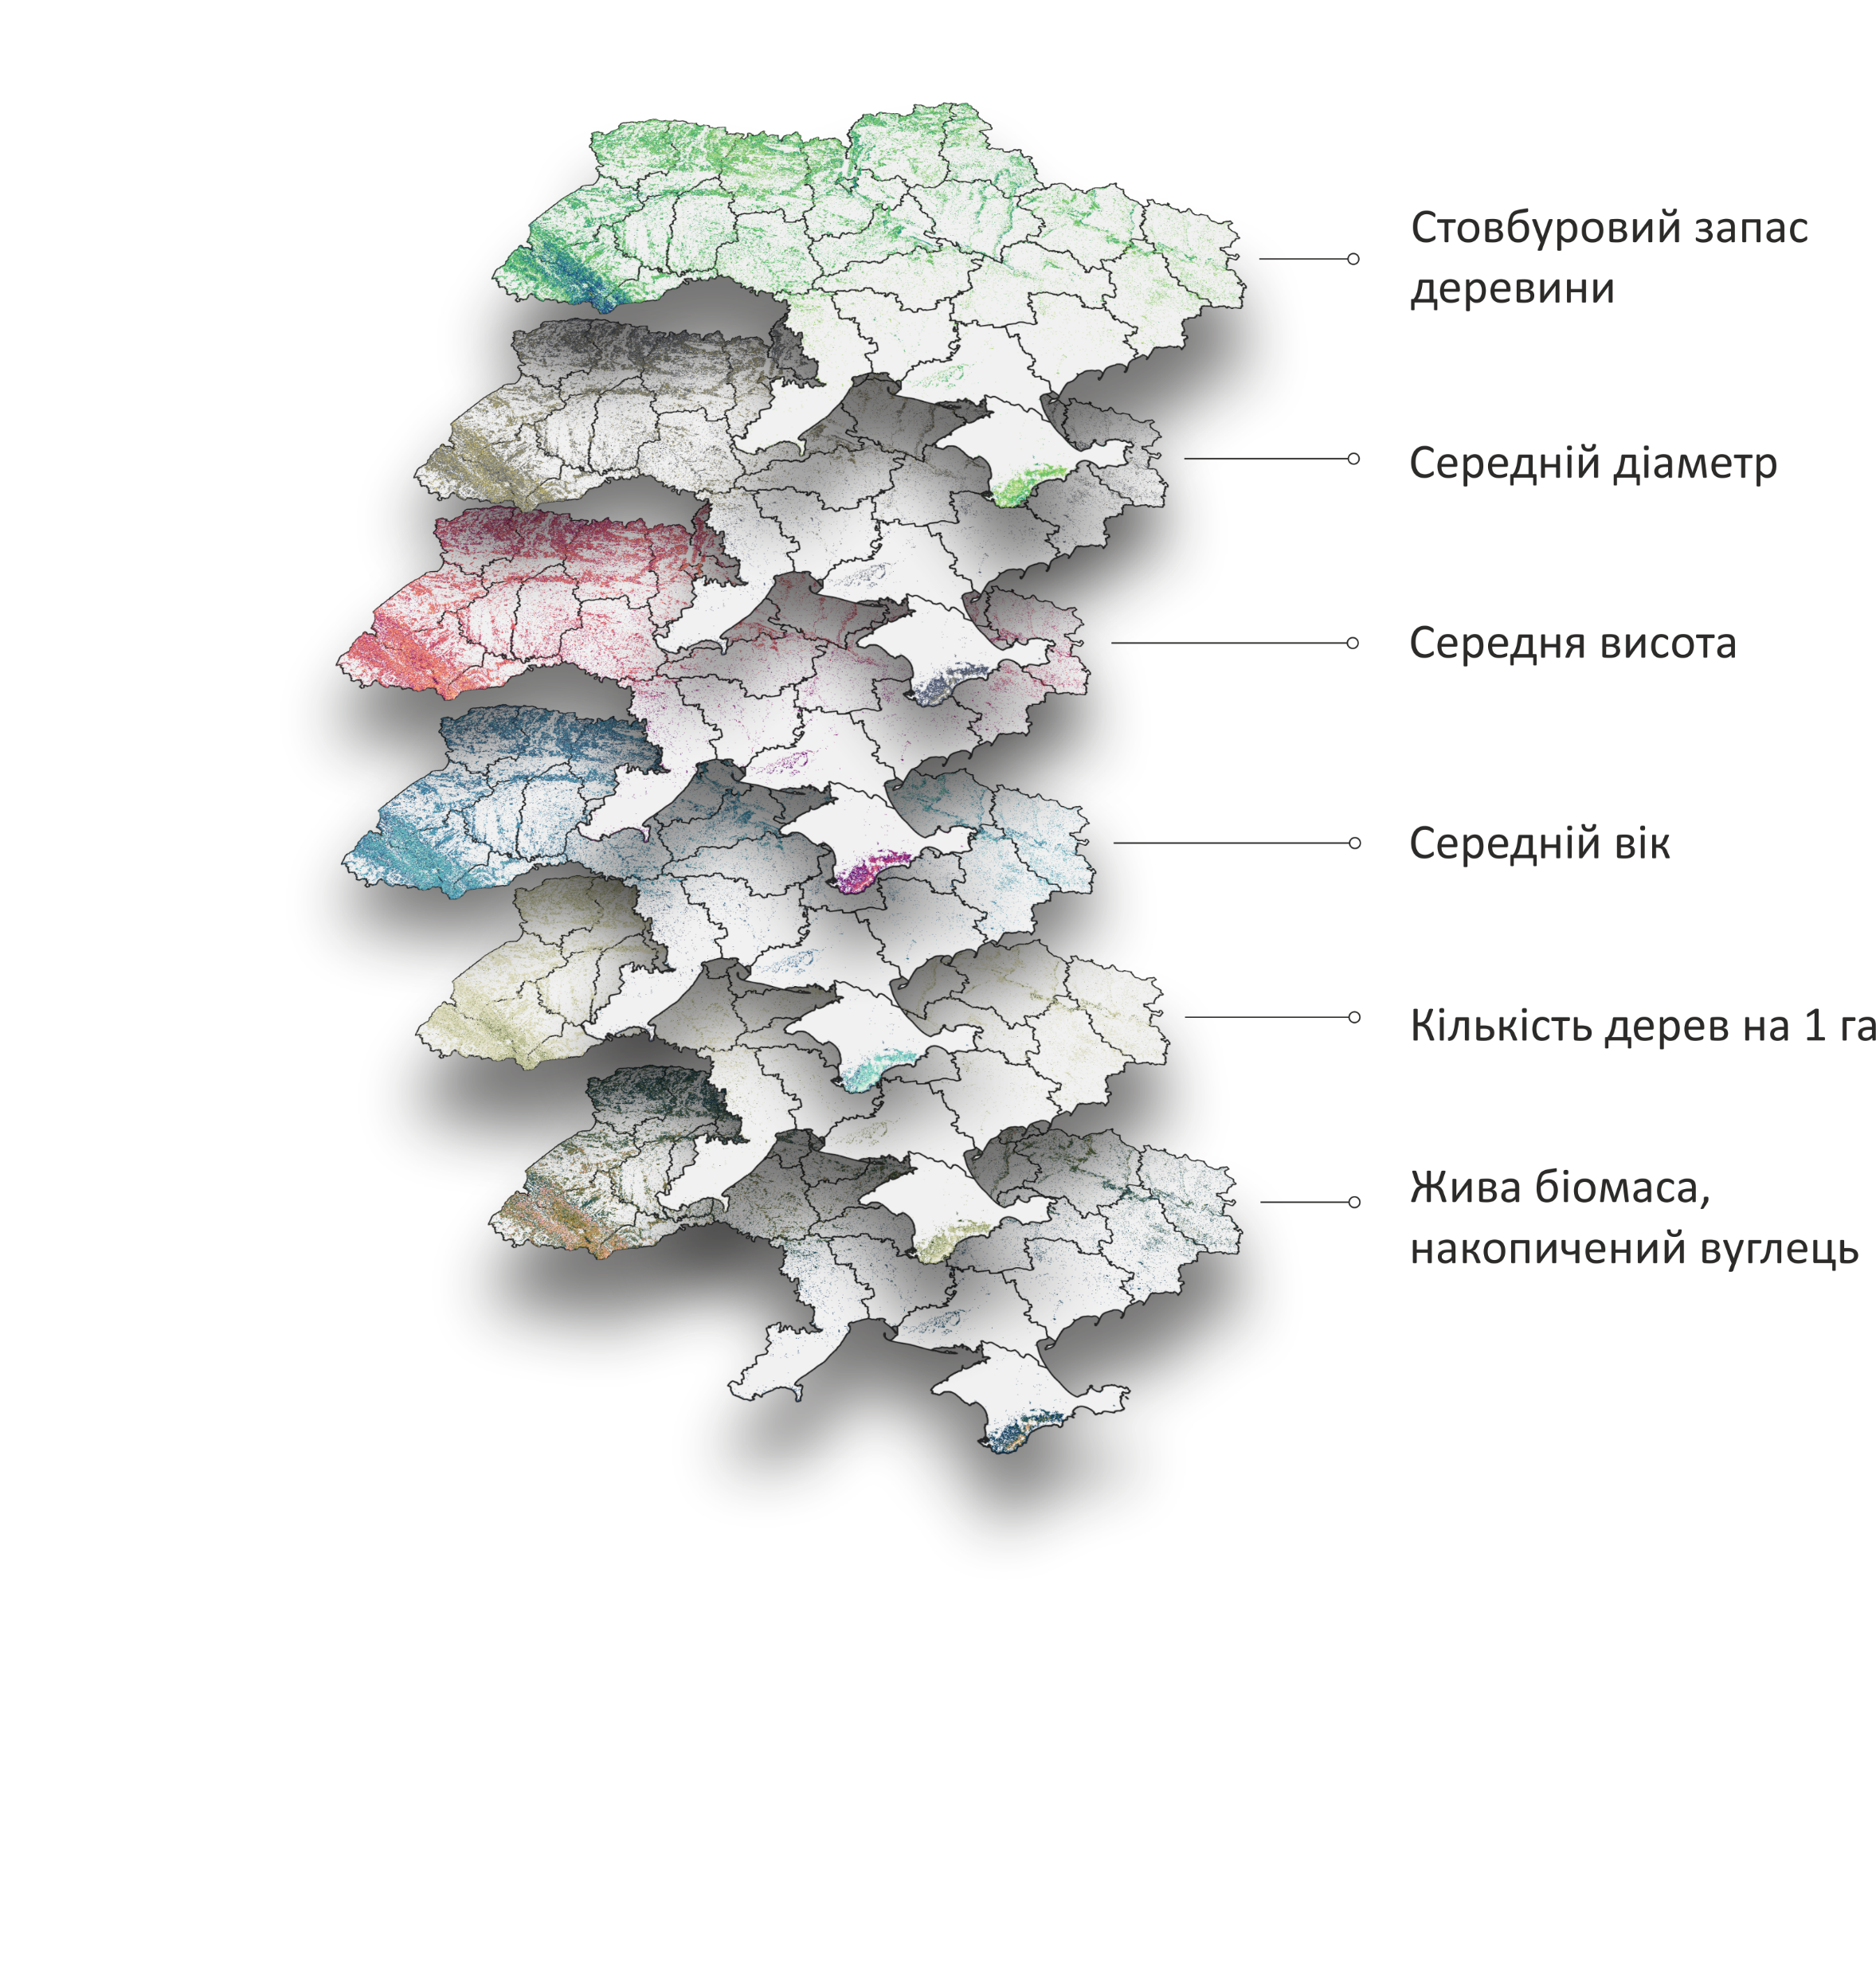 Стовбуровий запас
деревини
Середній діаметр
Середня висота
Середній вік
Кількість дерев на 1 га
Жива біомаса,
накопичений вуглець